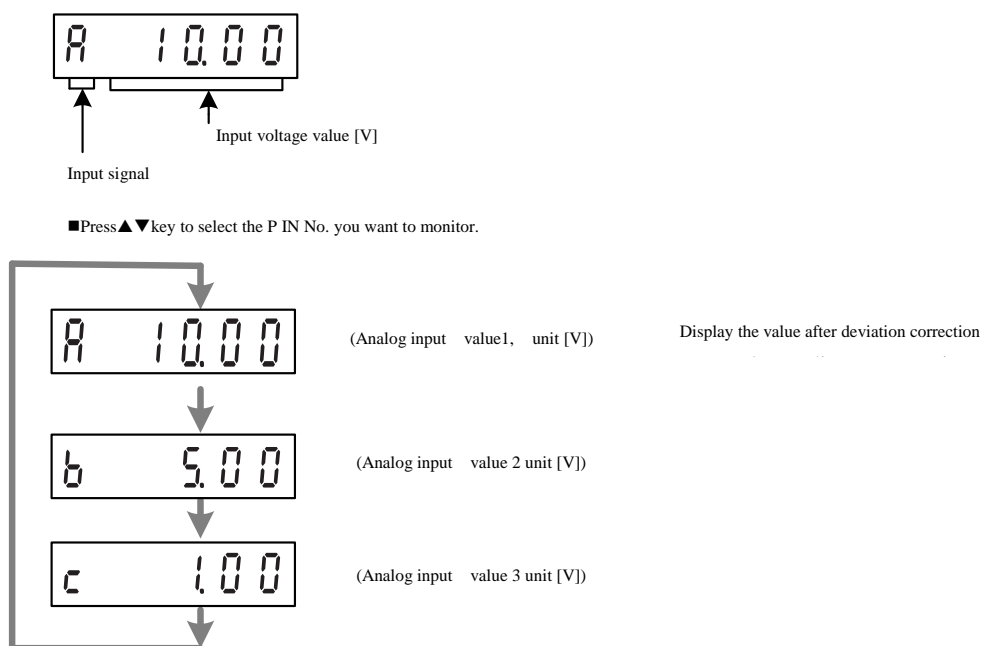 A 10.00
Input voltage value [V]
Input signal
■Press▲▼key to select the P IN No. you want to monitor.
A 10.00 (Analog input value1, unit [V]) Display the value after deviation correction
b 5.00 (Analog input value 2 unit [V])
c 1.00 (Analog input value 3 unit [V])